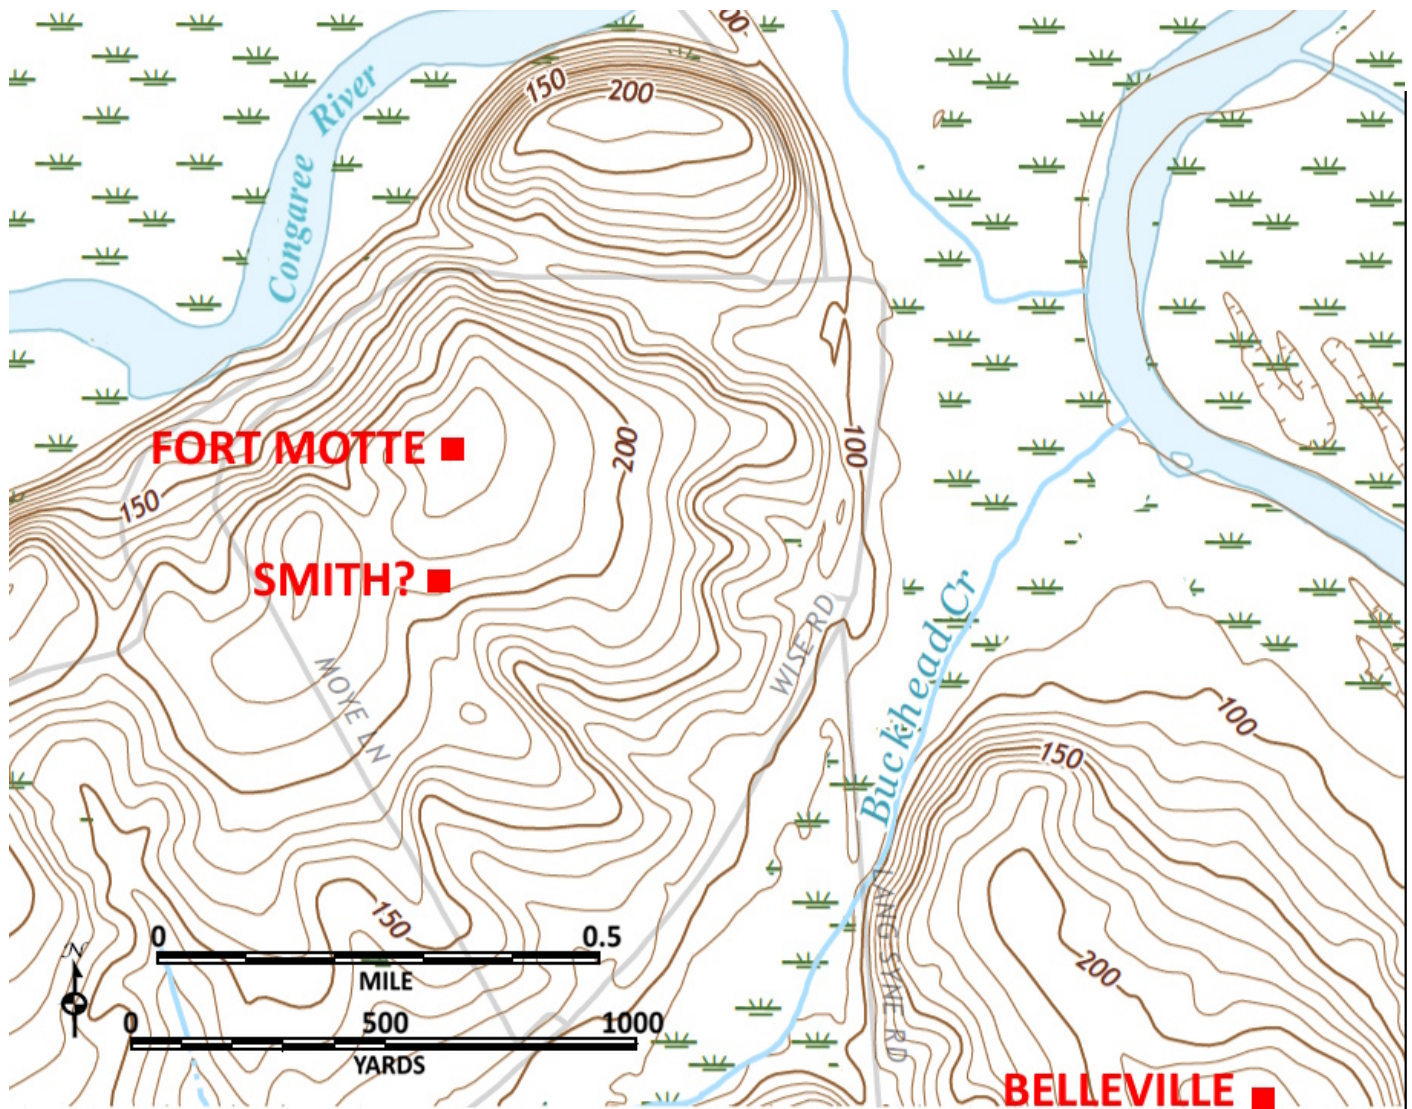 00
150
200
Congaree River
FORT MOTTE
200
100
150
SMITH?
WISE RD
MOYE LN
Buckhead Cr
100
150
150
200
LANG SYNE RD
N
0 0.5
MILE
0 500 1000
YARDS
BELLEVILLE